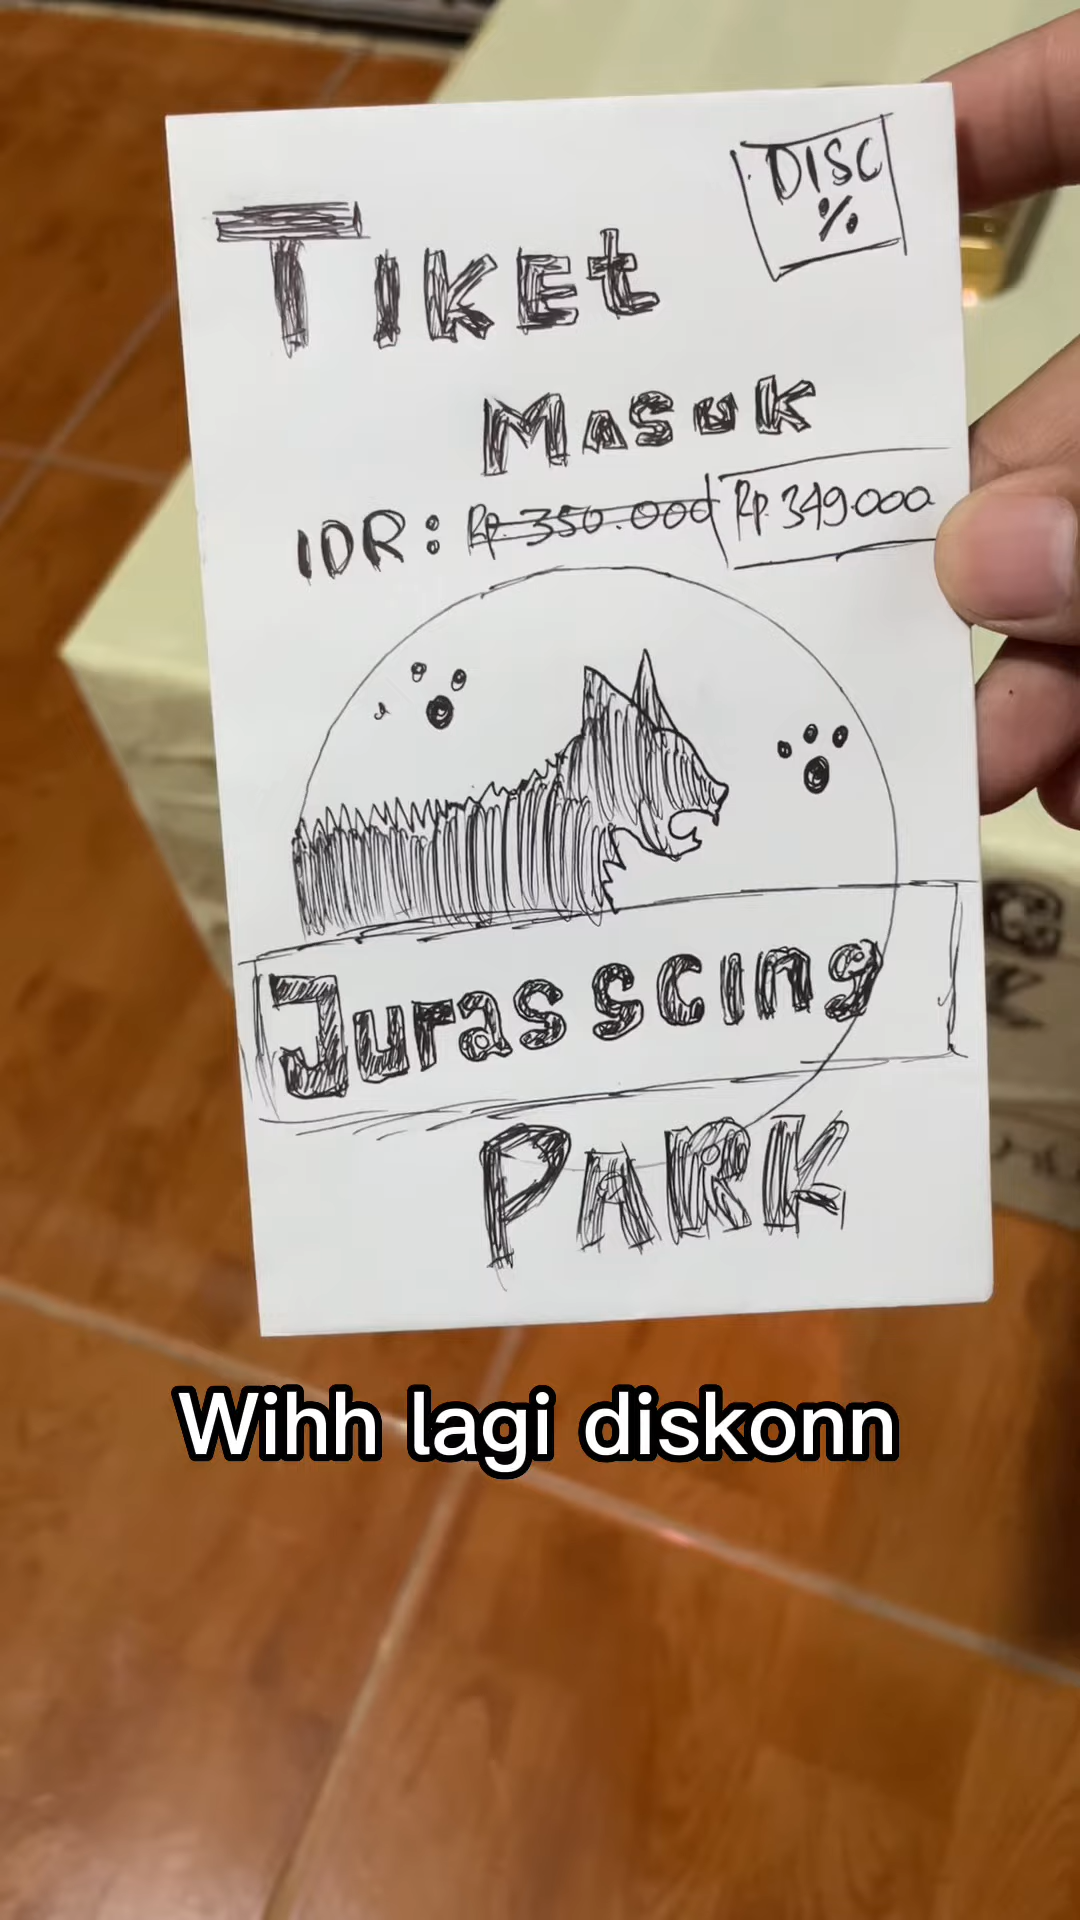 DISC
%
TIKEt
MASUK
IDR: Rp. 350.000 Rp. 349.000
Jurasscing
PARK
Wihh lagi diskonn